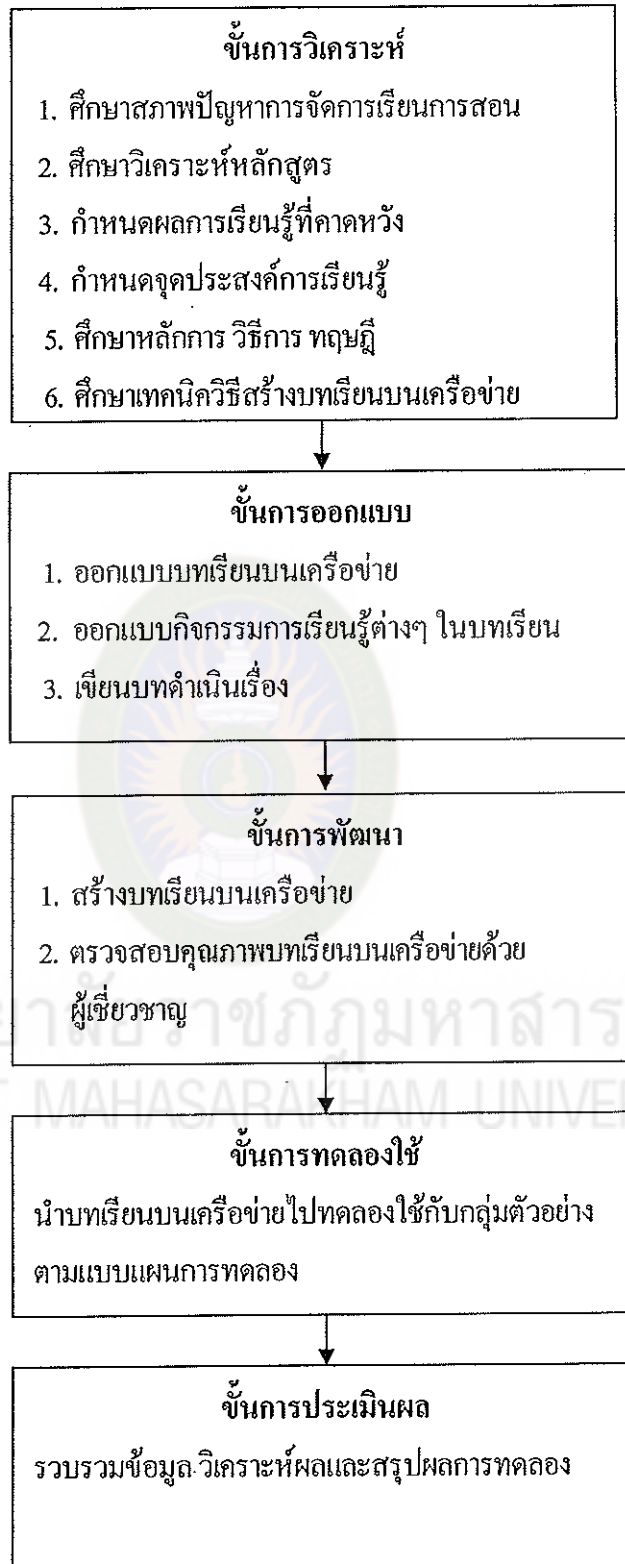 ขั้นการวิเคราะห์
1. ศึกษาสภาพปัญหาการจัดการเรียนการสอน
2. ศึกษาวิเคราะห์หลักสูตร
3. กำหนดผลการเรียนรู้ที่คาดหวัง
4. กำหนดจุดประสงค์การเรียนรู้
5. ศึกษาหลักการ วิธีการ ทฤษฎี
6. ศึกษาเทคนิควิธีสร้างบทเรียนบนเครือข่าย
ขั้นการออกแบบ
1. ออกแบบบทเรียนบนเครือข่าย
2. ออกแบบกิจกรรมการเรียนรู้ต่างๆ ในบทเรียน
3. เขียนบทดำเนินเรื่อง
ขั้นการพัฒนา
1. สร้างบทเรียนบนเครือข่าย
2. ตรวจสอบคุณภาพบทเรียนบนเครือข่ายด้วย
ผู้เชี่ยวชาญ
ยาลัยราชภัฏมหาสาร
MAHASARAKHAM UNIVE
ขั้นการทดลองใช้
นำบทเรียนบนเครือข่ายไปทดลองใช้กับกลุ่มตัวอย่าง
ตามแบบแผนการทดลอง
ขั้นการประเมินผล
รวบรวมข้อมูล วิเคราะห์ผลและสรุปผลการทดลอง